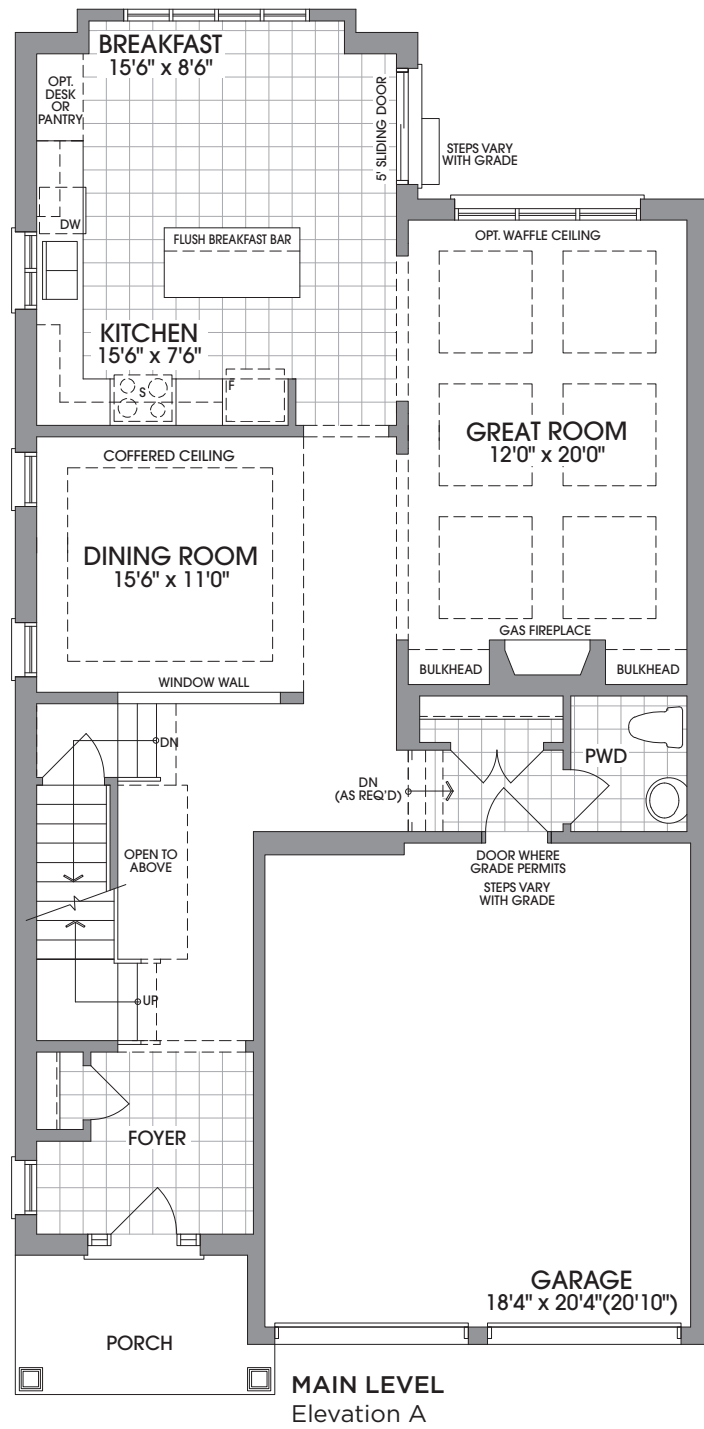 BREAKFAST
15'6" x 8'6"
OPT.
DESK
OR
PANTRY
5' SLIDING DOOR
STEPS VARY
WITH GRADE
DW
FLUSH BREAKFAST BAR
OPT. WAFFLE CEILING
KITCHEN
15'6" x 7'6"
S
F
GREAT ROOM
12'0" x 20'0"
COFFERED CEILING
DINING ROOM
15'6" x 11'0"
WINDOW WALL
GAS FIREPLACE
BULKHEAD
BULKHEAD
DN
PWD
DN
(AS REQ'D)
OPEN TO
ABOVE
DOOR WHERE
GRADE PERMITS
STEPS VARY
WITH GRADE
UP
FOYER
GARAGE
18'4" x 20'4"(20'10")
PORCH
MAIN LEVEL
Elevation A